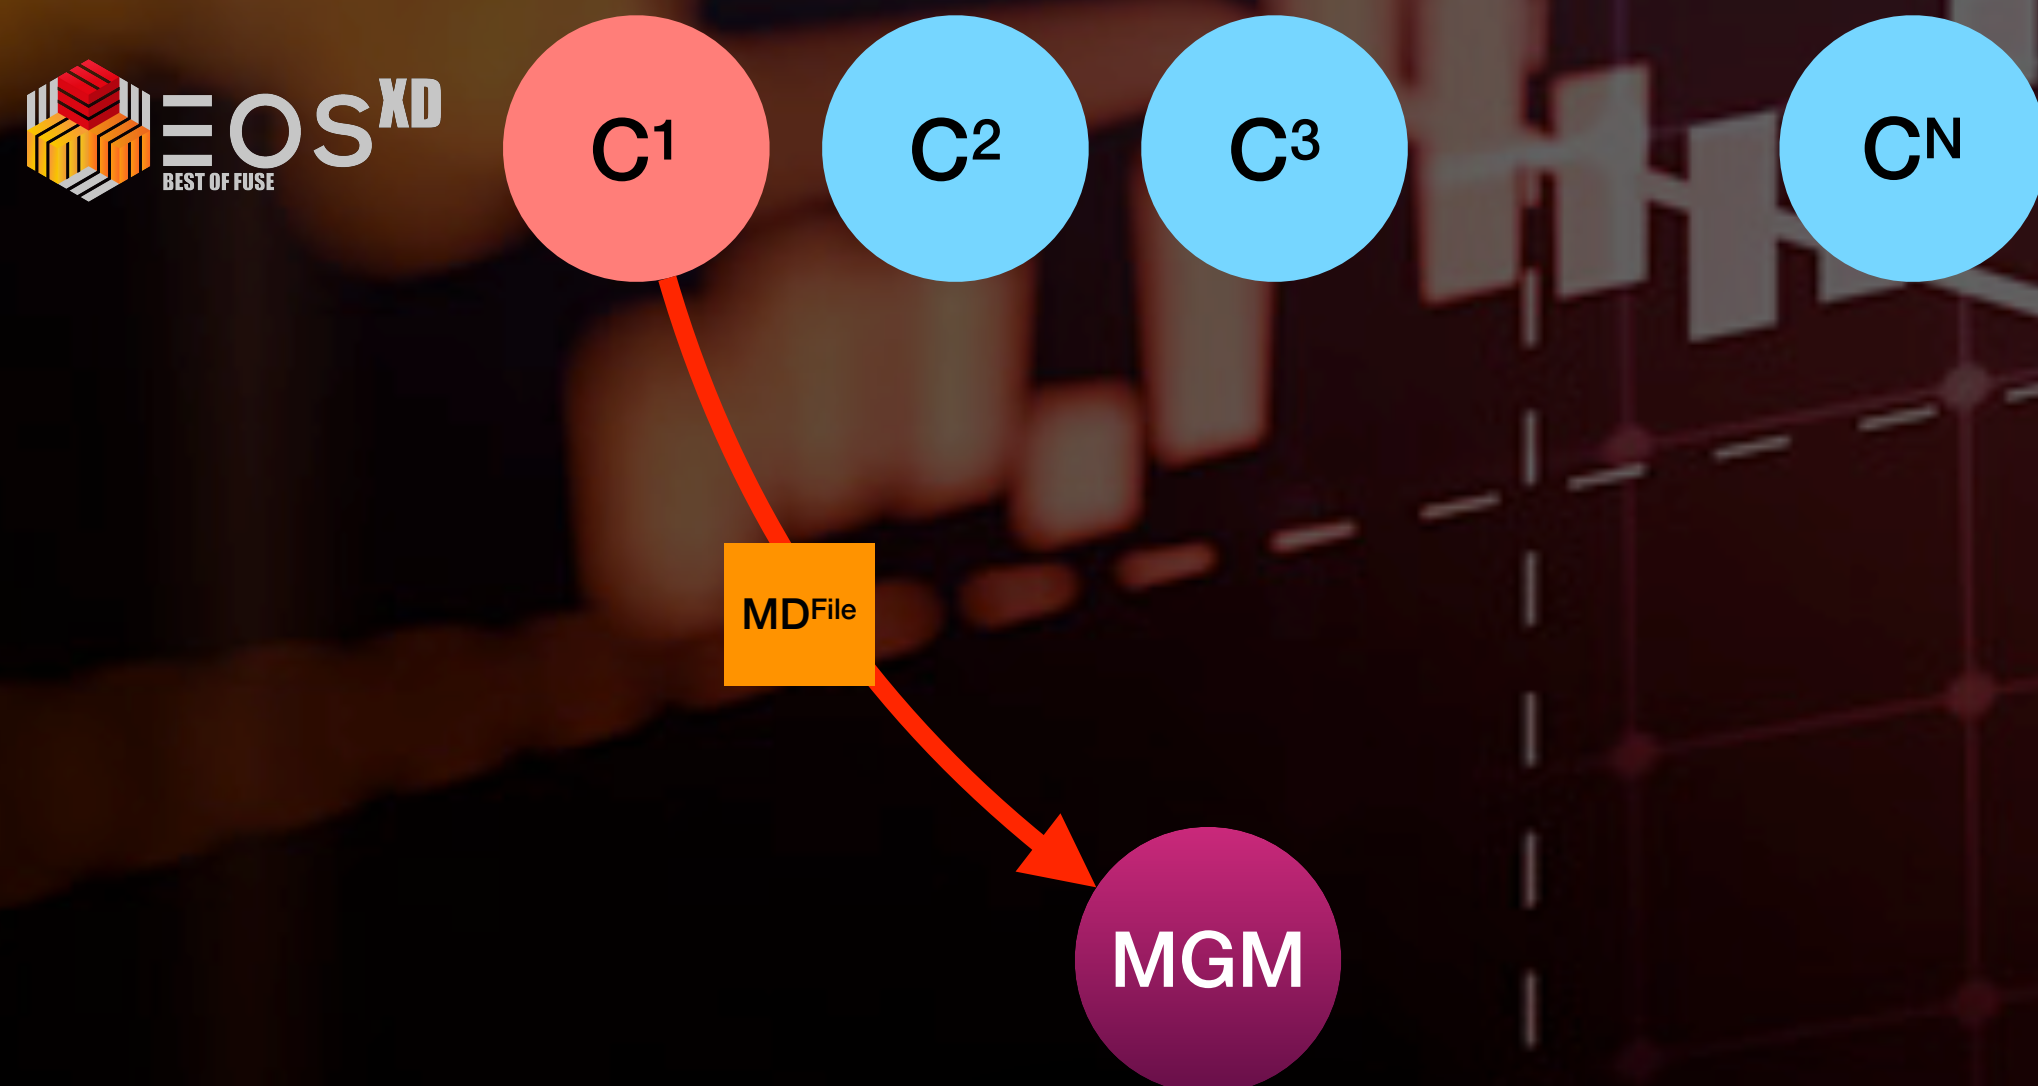 EOS XD
BEST OF FUSE
C1
C2
C3
CN
MDFile
MGM